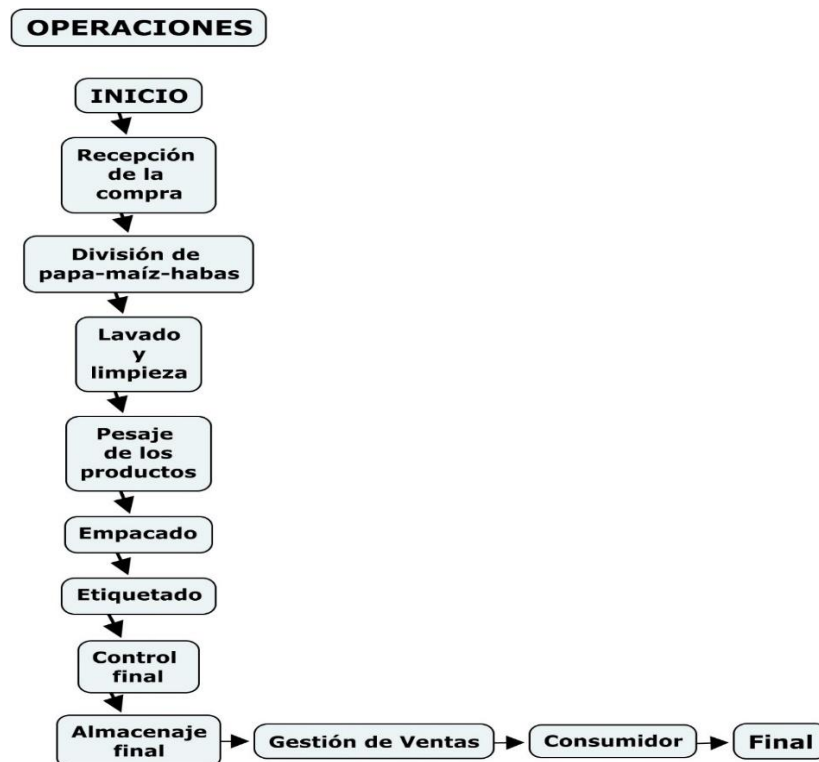 OPERACIONES
INICIO
Recepción
de la
compra
División de
papa-maíz-habas
Lavado
y
limpieza
Pesaje
de los
productos
Empacado
Etiquetado
Control
final
Almacenaje
final
Gestión de Ventas
Consumidor
Final